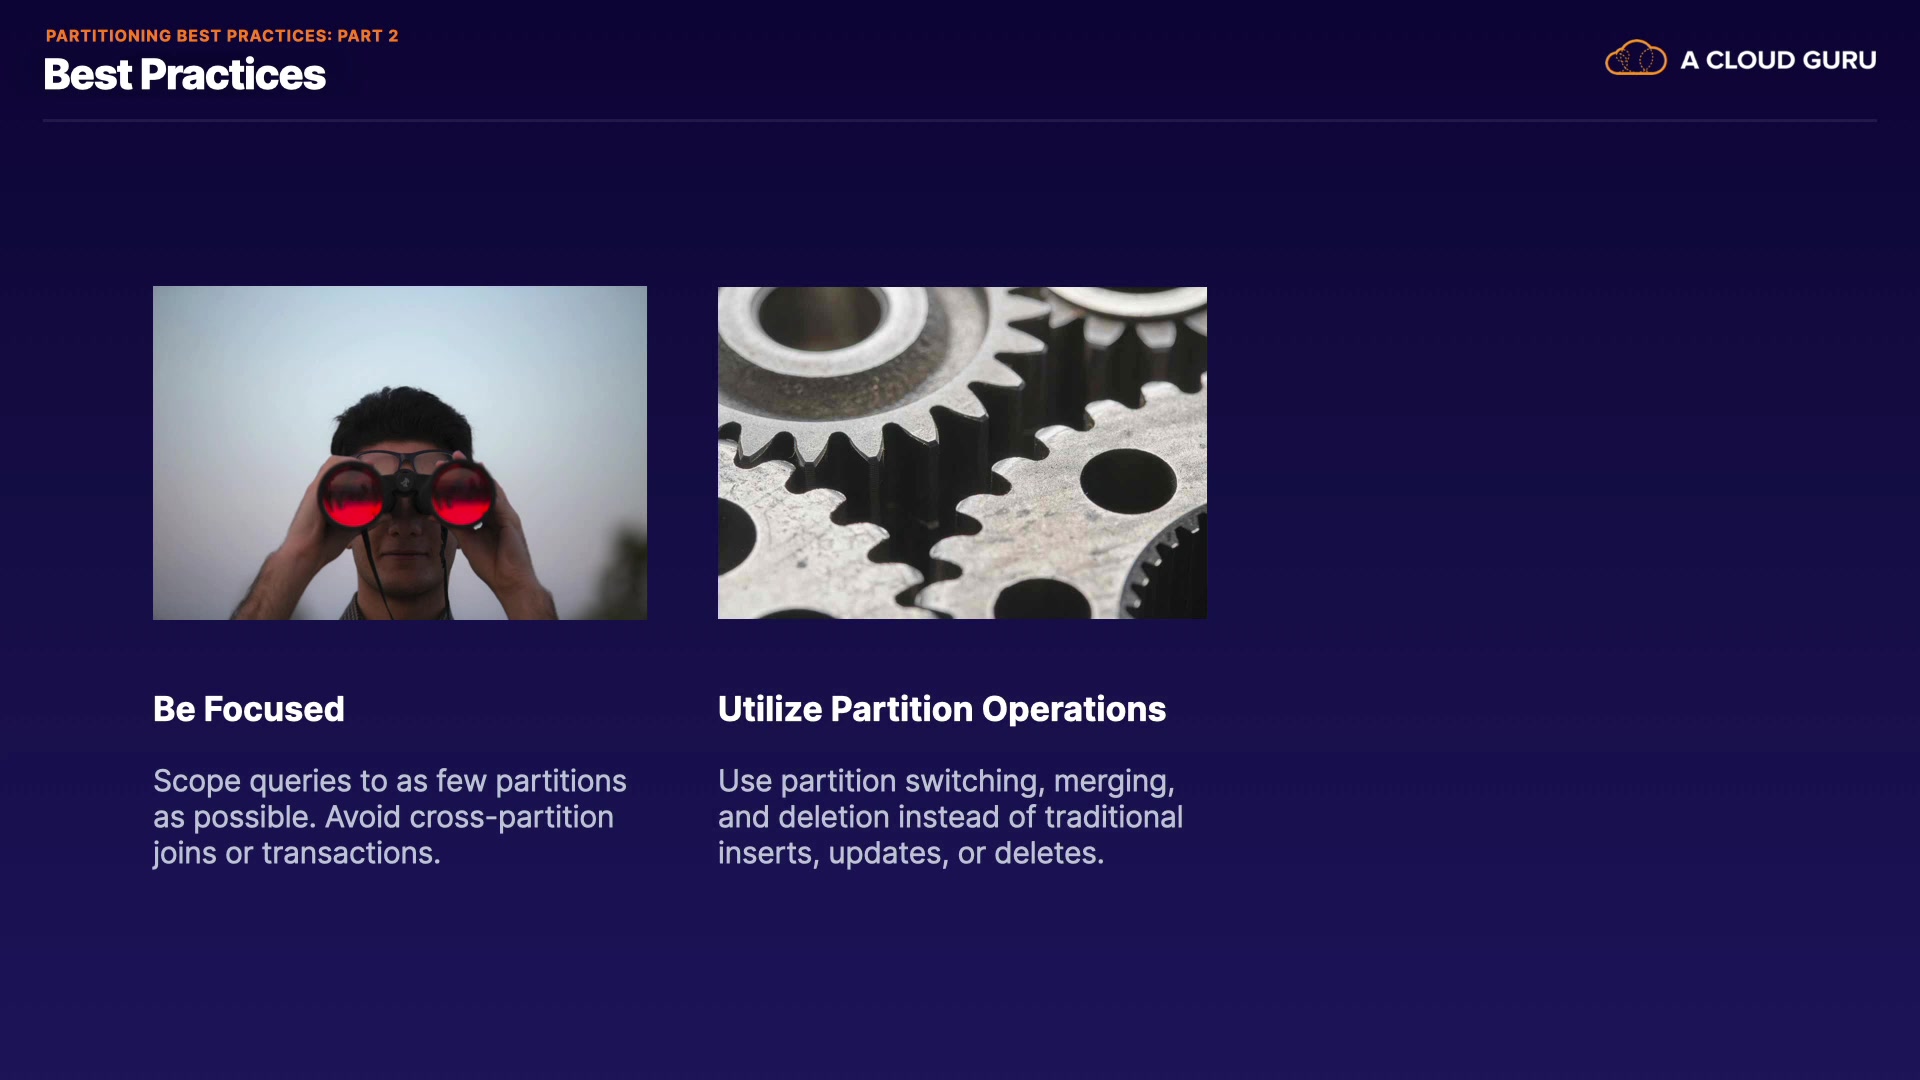 PARTITIONING BEST PRACTICES: PART 2
Best Practices
A CLOUD GURU
Be Focused
Scope queries to as few partitions
as possible. Avoid cross-partition
joins or transactions.
Utilize Partition Operations
Use partition switching, merging,
and deletion instead of traditional
inserts, updates, or deletes.